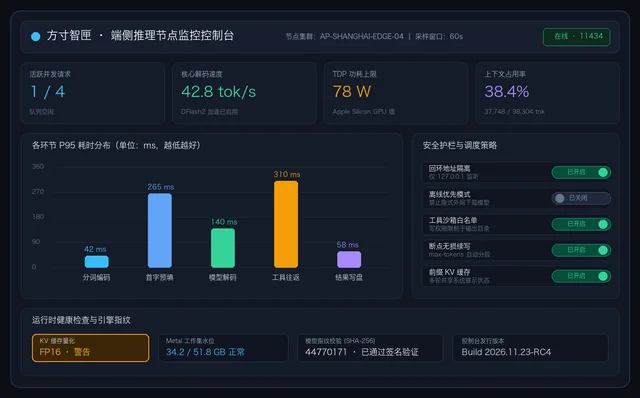 方寸智匣 · 端侧推理节点监控控制台
节点集群: AP-SHANGHAI-EDGE-04 | 采样窗口: 60s
在线 · 11434
活跃并发请求
1 / 4
队列空闲
核心解码速度
42.8 tok/s
DFlash2 加速已启用
TDP 功耗上限
78 W
Apple Silicon GPU 组
上下文占用率
38.4%
37,748 / 98,304 tok
各环节 P95 耗时分布（单位: ms，越低越好）
360
270
180
90
0
42 ms
265 ms
140 ms
310 ms
58 ms
分词编码
首字预填
模型解码
工具往返
结果写盘
安全护栏与调度策略
回环地址隔离
仅 127.0.0.1 监听
已开启
离线优先模式
禁止隐式外网下载模型
已关闭
工具沙箱白名单
写权限限制于输出目录
已开启
断点无损续写
max-tokens 自动分段
已开启
前缀 KV 缓存
多轮共享系统提示状态
已开启
运行时健康检查与引擎指纹
KV 缓存量化
FP16 · 警告
Metal 工作集水位
34.2 / 51.8 GB 正常
模型指纹校验 (SHA-256)
44770171 · 已通过签名验证
控制台发行版本
Build 2026.11.23-RC4